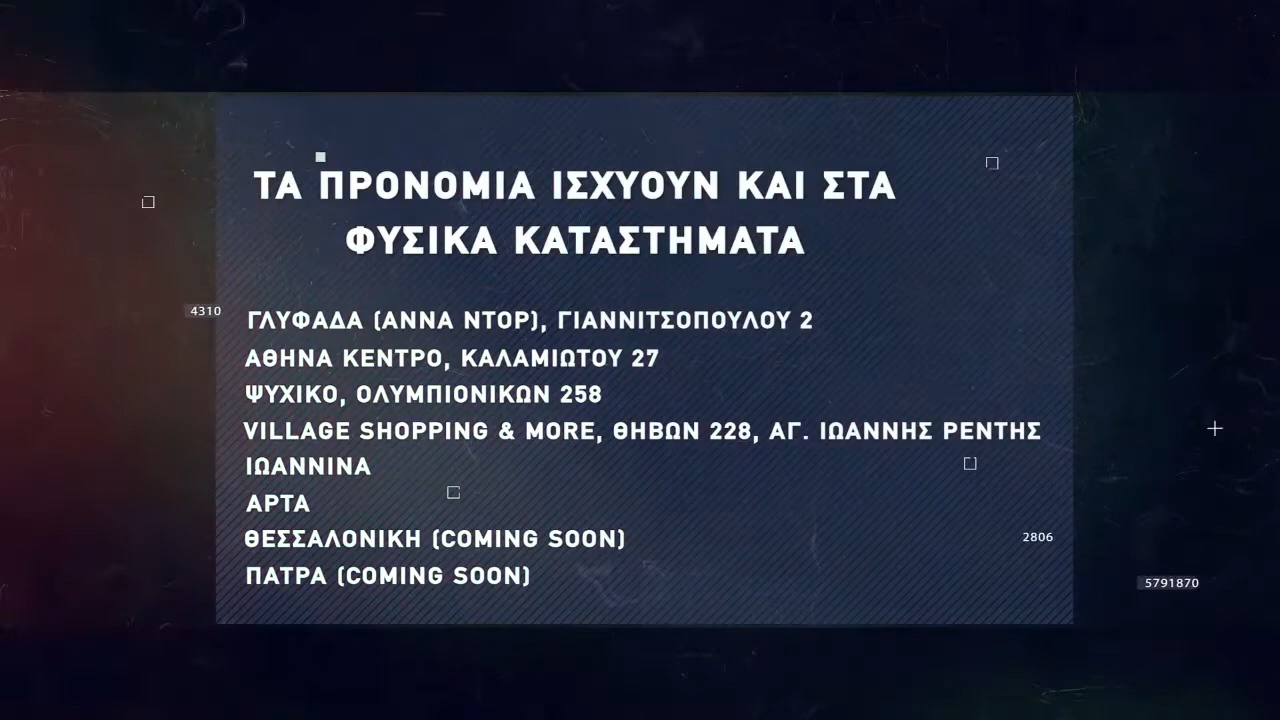 ΤΑ ΠΡΟΝΟΜΙΑ ΙΣΧΥΟΥΝ ΚΑΙ ΣΤΑ
ΦΥΣΙΚΑ ΚΑΤΑΣΤΗΜΑΤΑ
4310
ΓΛΥΦΑΔΑ (ΑΝΝΑ ΝΤΟΡ), ΓΙΑΝΝΙΤΣΟΠΟΥΛΟΥ 2
ΑΘΗΝΑ ΚΕΝΤΡΟ, ΚΑΛΑΜΙΩΤΟΥ 27
ΨΥΧΙΚΟ, ΟΛΥΜΠΙΟΝΙΚΩΝ 258
VILLAGE SHOPPING & MORE, ΘΗΒΩΝ 228, ΑΓ. ΙΩΑΝΝΗΣ ΡΕΝΤΗΣ
ΙΩΑΝΝΙΝΑ
ΑΡΤΑ
ΘΕΣΣΑΛΟΝΙΚΗ (COMING SOON)
2806
ΠΑΤΡΑ (COMING SOON)
5791870